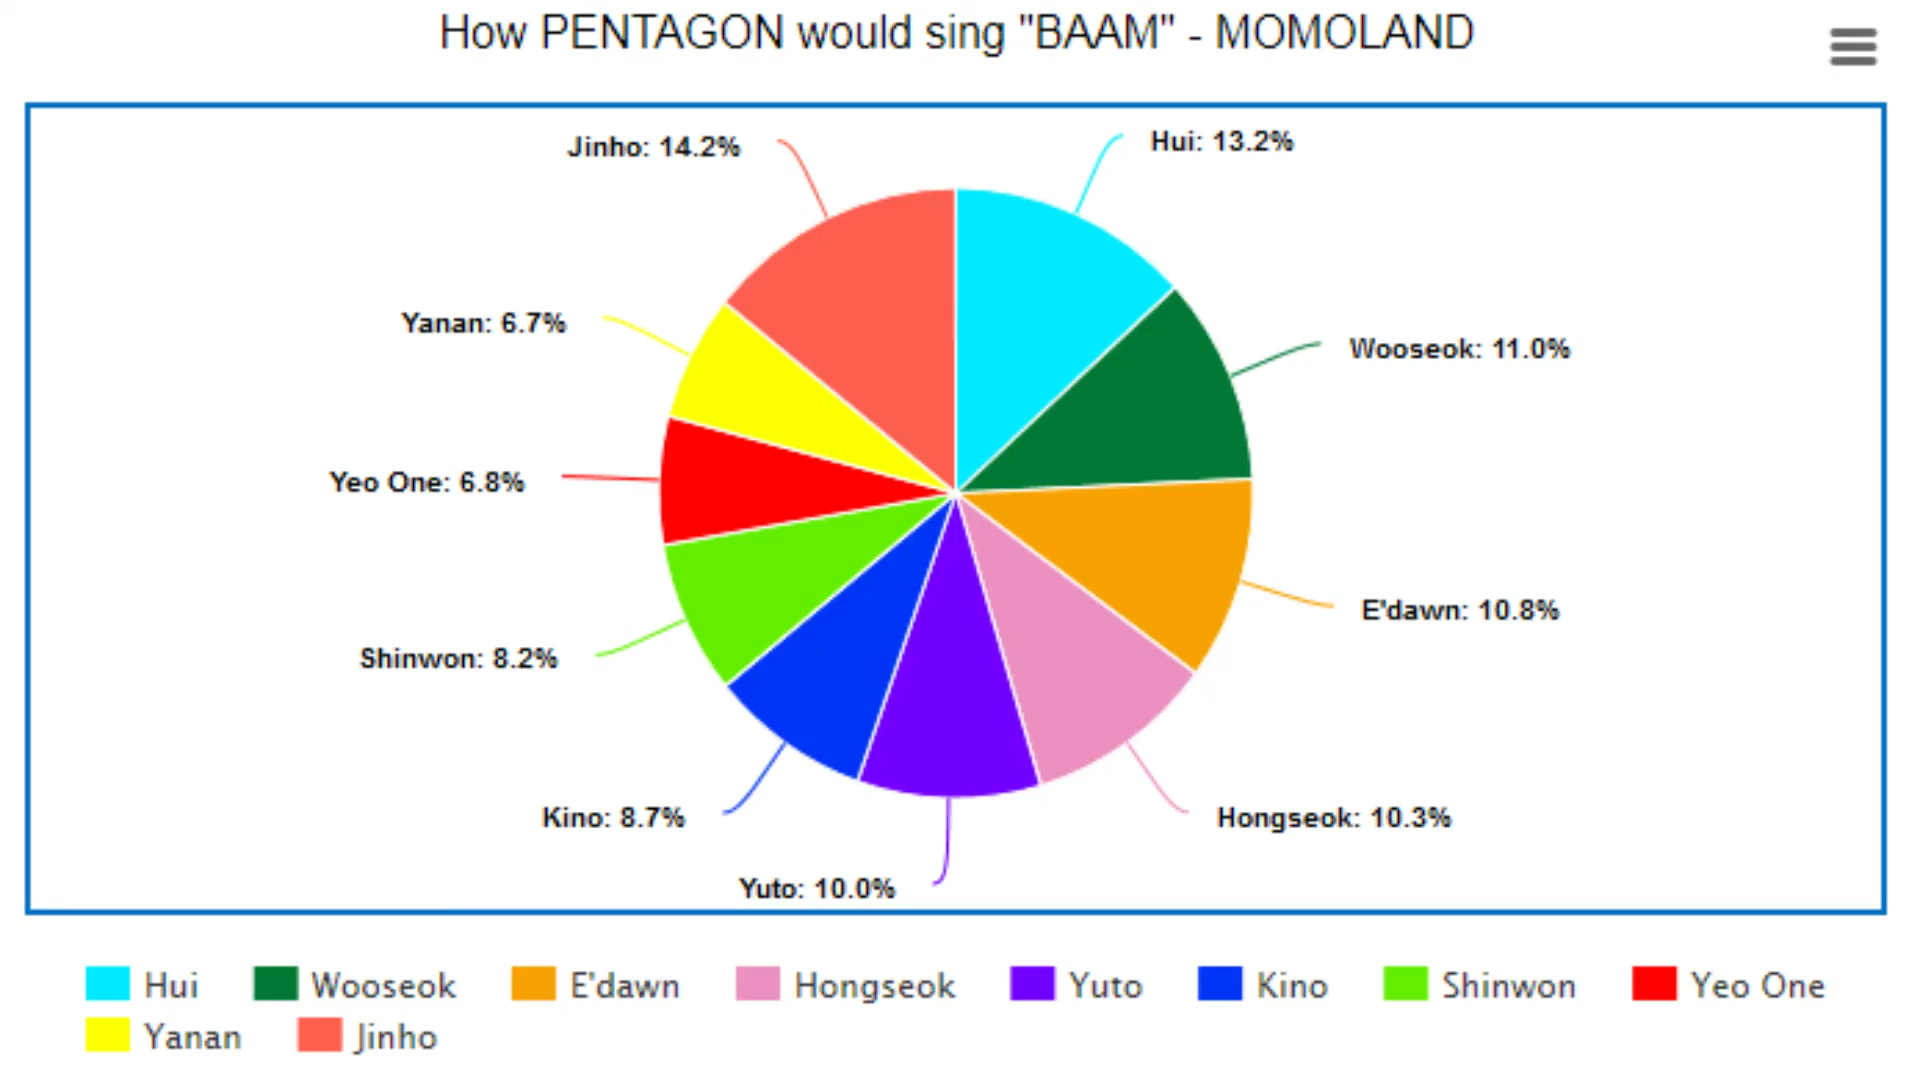 How PENTAGON would sing "BAAM" - MOMOLAND
Jinho: 14.2%
Hui: 13.2%
Yanan: 6.7%
Wooseok: 11.0%
Yeo One: 6.8%
E'dawn: 10.8%
Shinwon: 8.2%
Kino: 8.7%
Hongseok: 10.3%
Yuto: 10.0%
Hui Wooseok E'dawn Hongseok Yuto Kino Shinwon Yeo One
Yanan Jinho